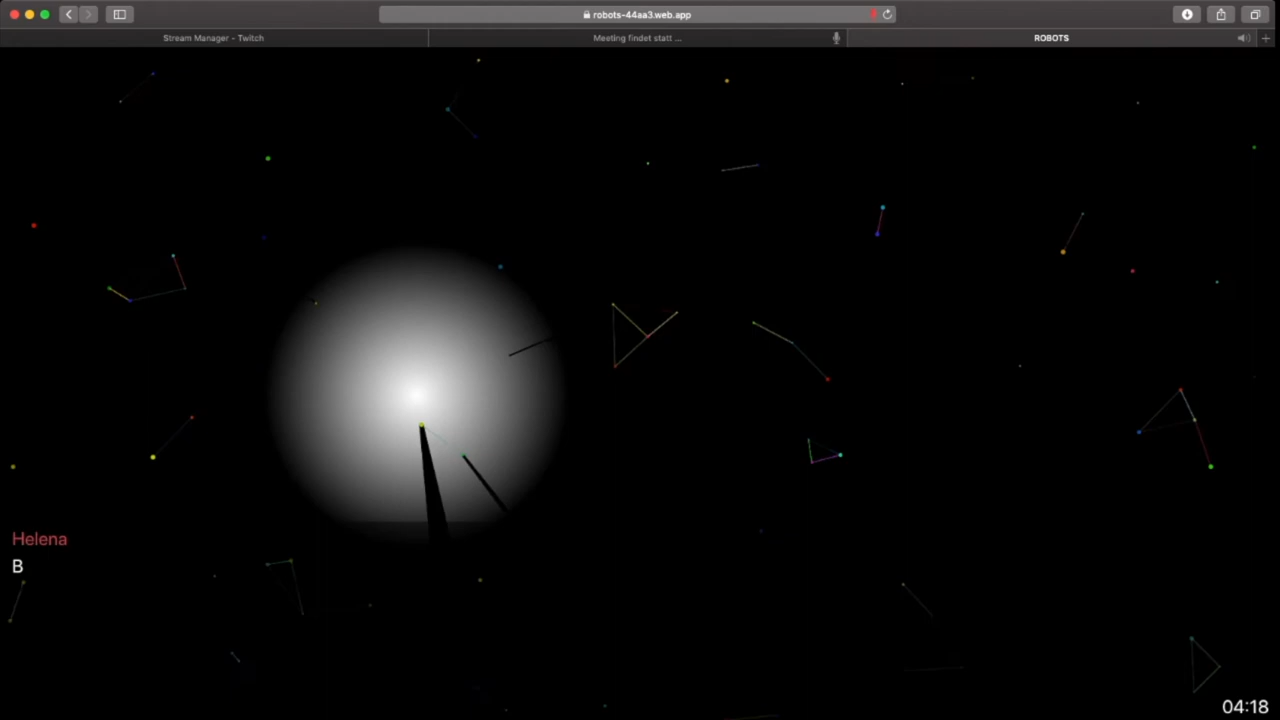 robots-44aa3.web.app
Stream Manager - Twitch
Meeting findet statt ...
ROBOTS
Helena
B
04:18